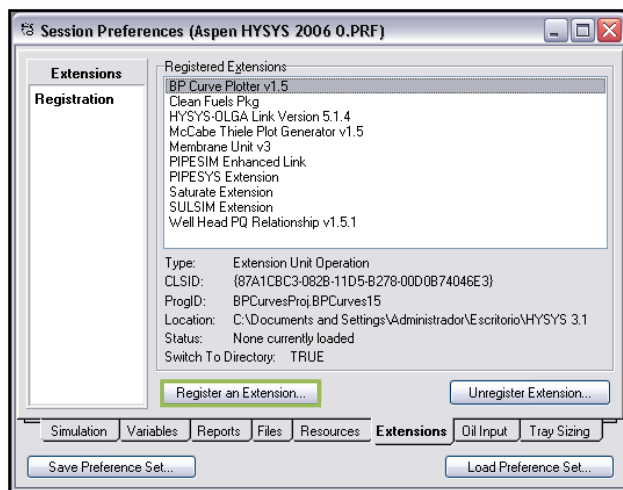 Session Preferences (Aspen HYSYS 2006 0.PRF)
Extensions
Registration
Registered Extensions
BP Curve Plotter v1.5
Clean Fuels Pkg
HYSYS-OLGA Link Version 5.1.4
McCabe Thiele Plot Generator v1.5
Membrane Unit v3
PIPESIM Enhanced Link
PIPESYS Extension
Saturate Extension
SULSIM Extension
Well Head PQ Relationship v1.5.1
Type: Extension Unit Operation
CLSID: {87A1CBC3-082B-11D5-B278-00D0B74046E3}
ProgID: BPCurvesProj.BPCurves15
Location: C:\Documents and Settings\Administrador\Escritorio\HYSYS 3.1
Status: None currently loaded
Switch To Directory: TRUE
Register an Extension... Unregister Extension...
Simulation Variables Reports Files Resources Extensions Oil Input Tray Sizing
Save Preference Set... Load Preference Set...